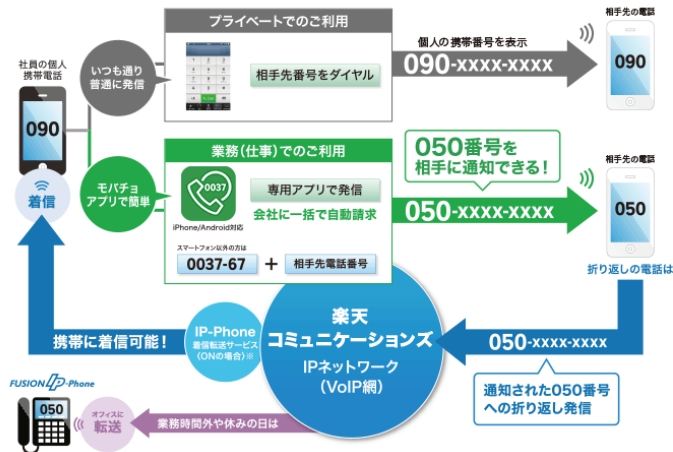 プライベートでのご利用
社員の個人
携帯電話
090
いつも通り
普通に発信
相手先番号をダイヤル
個人の携帯番号を表示
090-xxxx-xxxx
相手先の電話
090
業務(仕事)でのご利用
モバチョ
アプリで簡単
0037
iPhone/Android対応
専用アプリで発信
会社に一括で自動請求
スマートフォン以外の方は
0037-67
+
相手先電話番号
050番号を
相手に通知できる!
050-xxxx-xxxx
相手先の電話
050
折り返しの電話は
着信
携帯に着信可能!
IP-Phone
着信転送サービス
(ONの場合)※
楽天
コミュニケーションズ
IPネットワーク
(VoIP網)
050-xxxx-xxxx
通知された050番号
への折り返し発信
FUSION IP-Phone
050
オフィスに
転送
業務時間外や休みの日は